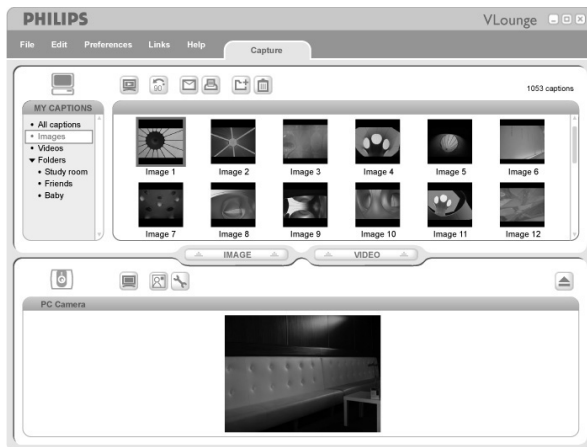 PHILIPS
VLounge
File Edit Preferences Links Help Capture
90°
1053 captions
MY CAPTIONS
• All captions
• Images
• Videos
Folders
• Study room
• Friends
• Baby
Image 1 Image 2 Image 3 Image 4 Image 5 Image 6
Image 7 Image 8 Image 9 Image 10 Image 11 Image 12
IMAGE VIDEO
PC Camera